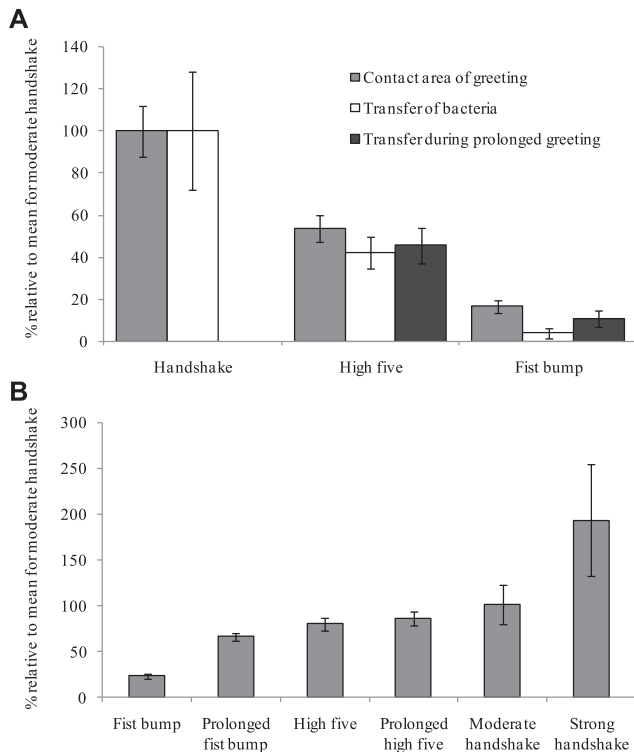 A
% relative to mean for moderate handshake
140
120
100
80
60
40
20
0
Contact area of greeting
Transfer of bacteria
Transfer during prolonged greeting
Handshake
High five
Fist bump
B
% relative to mean for moderate handshake
300
250
200
150
100
50
0
Fist bump
Prolonged
fist bump
High five
Prolonged
high five
Moderate
handshake
Strong
handshake